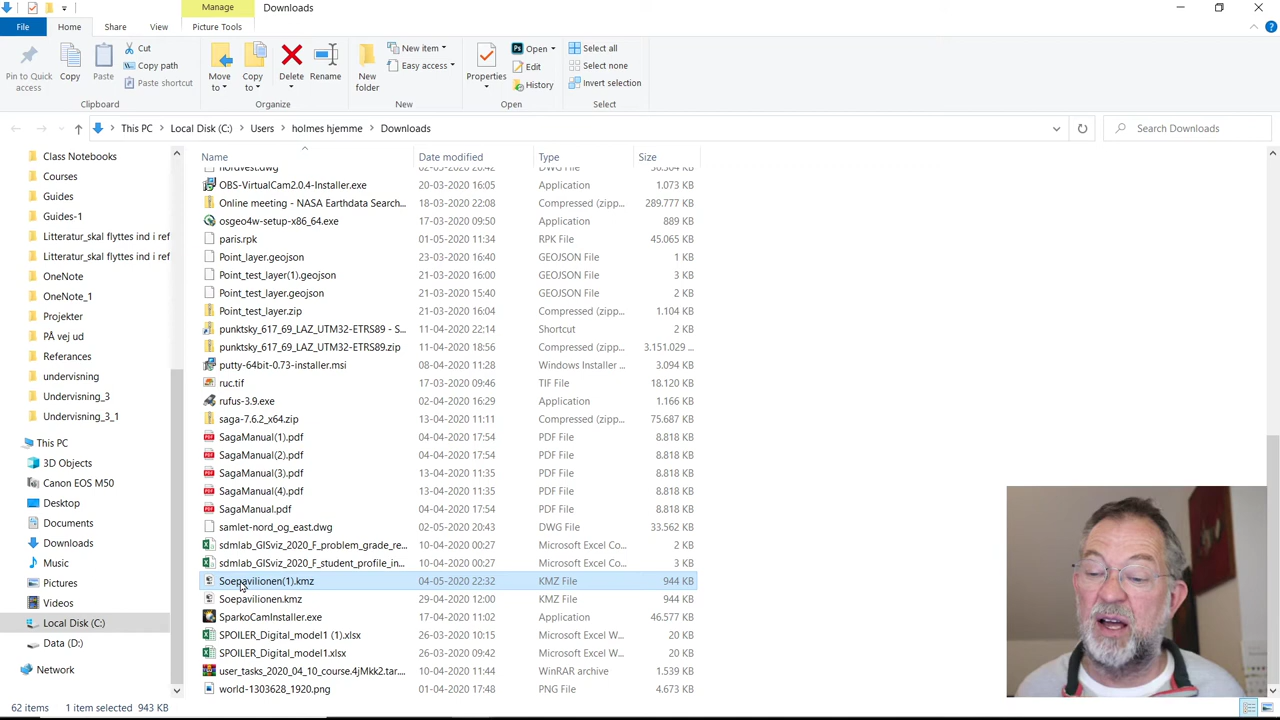 Manage
Downloads
File Home Share View Picture Tools
Pin to Quick access
Copy
Paste
Cut
Copy path
Paste shortcut
Clipboard
Move to
Copy to
Delete
Rename
Organize
New folder
New item
Easy access
New
Properties
Open
Edit
History
Open
Select all
Select none
Invert selection
Select
This PC Local Disk (C:) Users holmes hjemme Downloads
Search Downloads
Class Notebooks
Courses
Guides
Guides-1
Litteratur_skal flyttes ind i ref
Litteratur_skal flyttes ind i ref
OneNote
OneNote_1
Projekter
PÅ vej ud
Referances
undervisning
Undervisning_3
Undervisning_3_1
This PC
3D Objects
Canon EOS M50
Desktop
Documents
Downloads
Music
Pictures
Videos
Local Disk (C:)
Data (D:)
Network
Name Date modified Type Size
nordvest.dwg 02-05-2020 20:42 DWG File
OBS-VirtualCam2.0.4-Installer.exe 20-03-2020 16:05 Application 1.073 KB
Online meeting - NASA Earthdata Search... 18-03-2020 22:08 Compressed (zipp... 289.777 KB
osgeo4w-setup-x86_64.exe 17-03-2020 09:50 Application 889 KB
paris.rpk 01-05-2020 11:34 RPK File 45.065 KB
Point_layer.geojson 23-03-2020 16:40 GEOJSON File 1 KB
Point_test_layer(1).geojson 21-03-2020 16:00 GEOJSON File 3 KB
Point_test_layer.geojson 21-03-2020 15:40 GEOJSON File 2 KB
Point_test_layer.zip 21-03-2020 16:04 Compressed (zipp... 1.104 KB
punktsky_617_69_LAZ_UTM32-ETRS89 - S... 11-04-2020 22:14 Shortcut 2 KB
punktsky_617_69_LAZ_UTM32-ETRS89.zip 11-04-2020 18:56 Compressed (zipp... 3.151.029 ...
putty-64bit-0.73-installer.msi 08-04-2020 11:28 Windows Installer ... 3.094 KB
ruc.tif 17-03-2020 09:46 TIF File 18.120 KB
rufus-3.9.exe 02-04-2020 16:29 Application 1.166 KB
saga-7.6.2_x64.zip 13-04-2020 11:11 Compressed (zipp... 75.687 KB
SagaManual(1).pdf 04-04-2020 17:54 PDF File 8.818 KB
SagaManual(2).pdf 04-04-2020 17:54 PDF File 8.818 KB
SagaManual(3).pdf 13-04-2020 11:35 PDF File 8.818 KB
SagaManual(4).pdf 13-04-2020 11:35 PDF File 8.818 KB
SagaManual.pdf 04-04-2020 17:54 PDF File 8.818 KB
samlet-nord_og_east.dwg 02-05-2020 20:43 DWG File 33.562 KB
sdmlab_GISviz_2020_F_problem_grade_re... 10-04-2020 00:27 Microsoft Excel Co... 2 KB
sdmlab_GISviz_2020_F_student_profile_in... 10-04-2020 00:27 Microsoft Excel Co... 3 KB
Soepavilionen(1).kmz 04-05-2020 22:32 KMZ File 944 KB
Soepavilionen.kmz 29-04-2020 12:00 KMZ File 944 KB
SparkoCamInstaller.exe 17-04-2020 11:02 Application 46.577 KB
SPOILER_Digital_model1 (1).xlsx 26-03-2020 10:15 Microsoft Excel W... 20 KB
SPOILER_Digital_model1.xlsx 26-03-2020 09:42 Microsoft Excel W... 20 KB
user_tasks_2020_04_10_course.4jMkk2.tar.... 10-04-2020 11:44 WinRAR archive 1.539 KB
world-1303628_1920.png 01-04-2020 17:48 PNG File 4.673 KB
62 items 1 item selected 943 KB